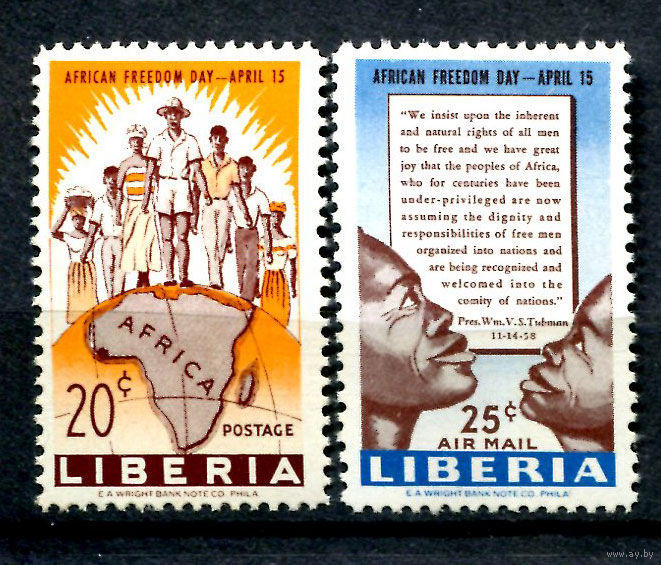 AFRICAN FREEDOM DAY—APRIL 15
AFRICA
20¢
POSTAGE
LIBERIA
E.A. WRIGHT BANK NOTE CO. PHILA.
AFRICAN FREEDOM DAY—APRIL 15
"We insist upon the inherent
and natural rights of all men
to be free and we have great
joy that the peoples of Africa,
who for centuries have been
under-privileged are now
assuming the dignity and
responsibilities of free men
organized into nations and
are being recognized and
welcomed into the
comity of nations."
Pres. Wm. V. S. Tubman
11-14-58
25¢
AIR MAIL
LIBERIA
E.A. WRIGHT BANK NOTE CO. PHILA.
www.ay.by